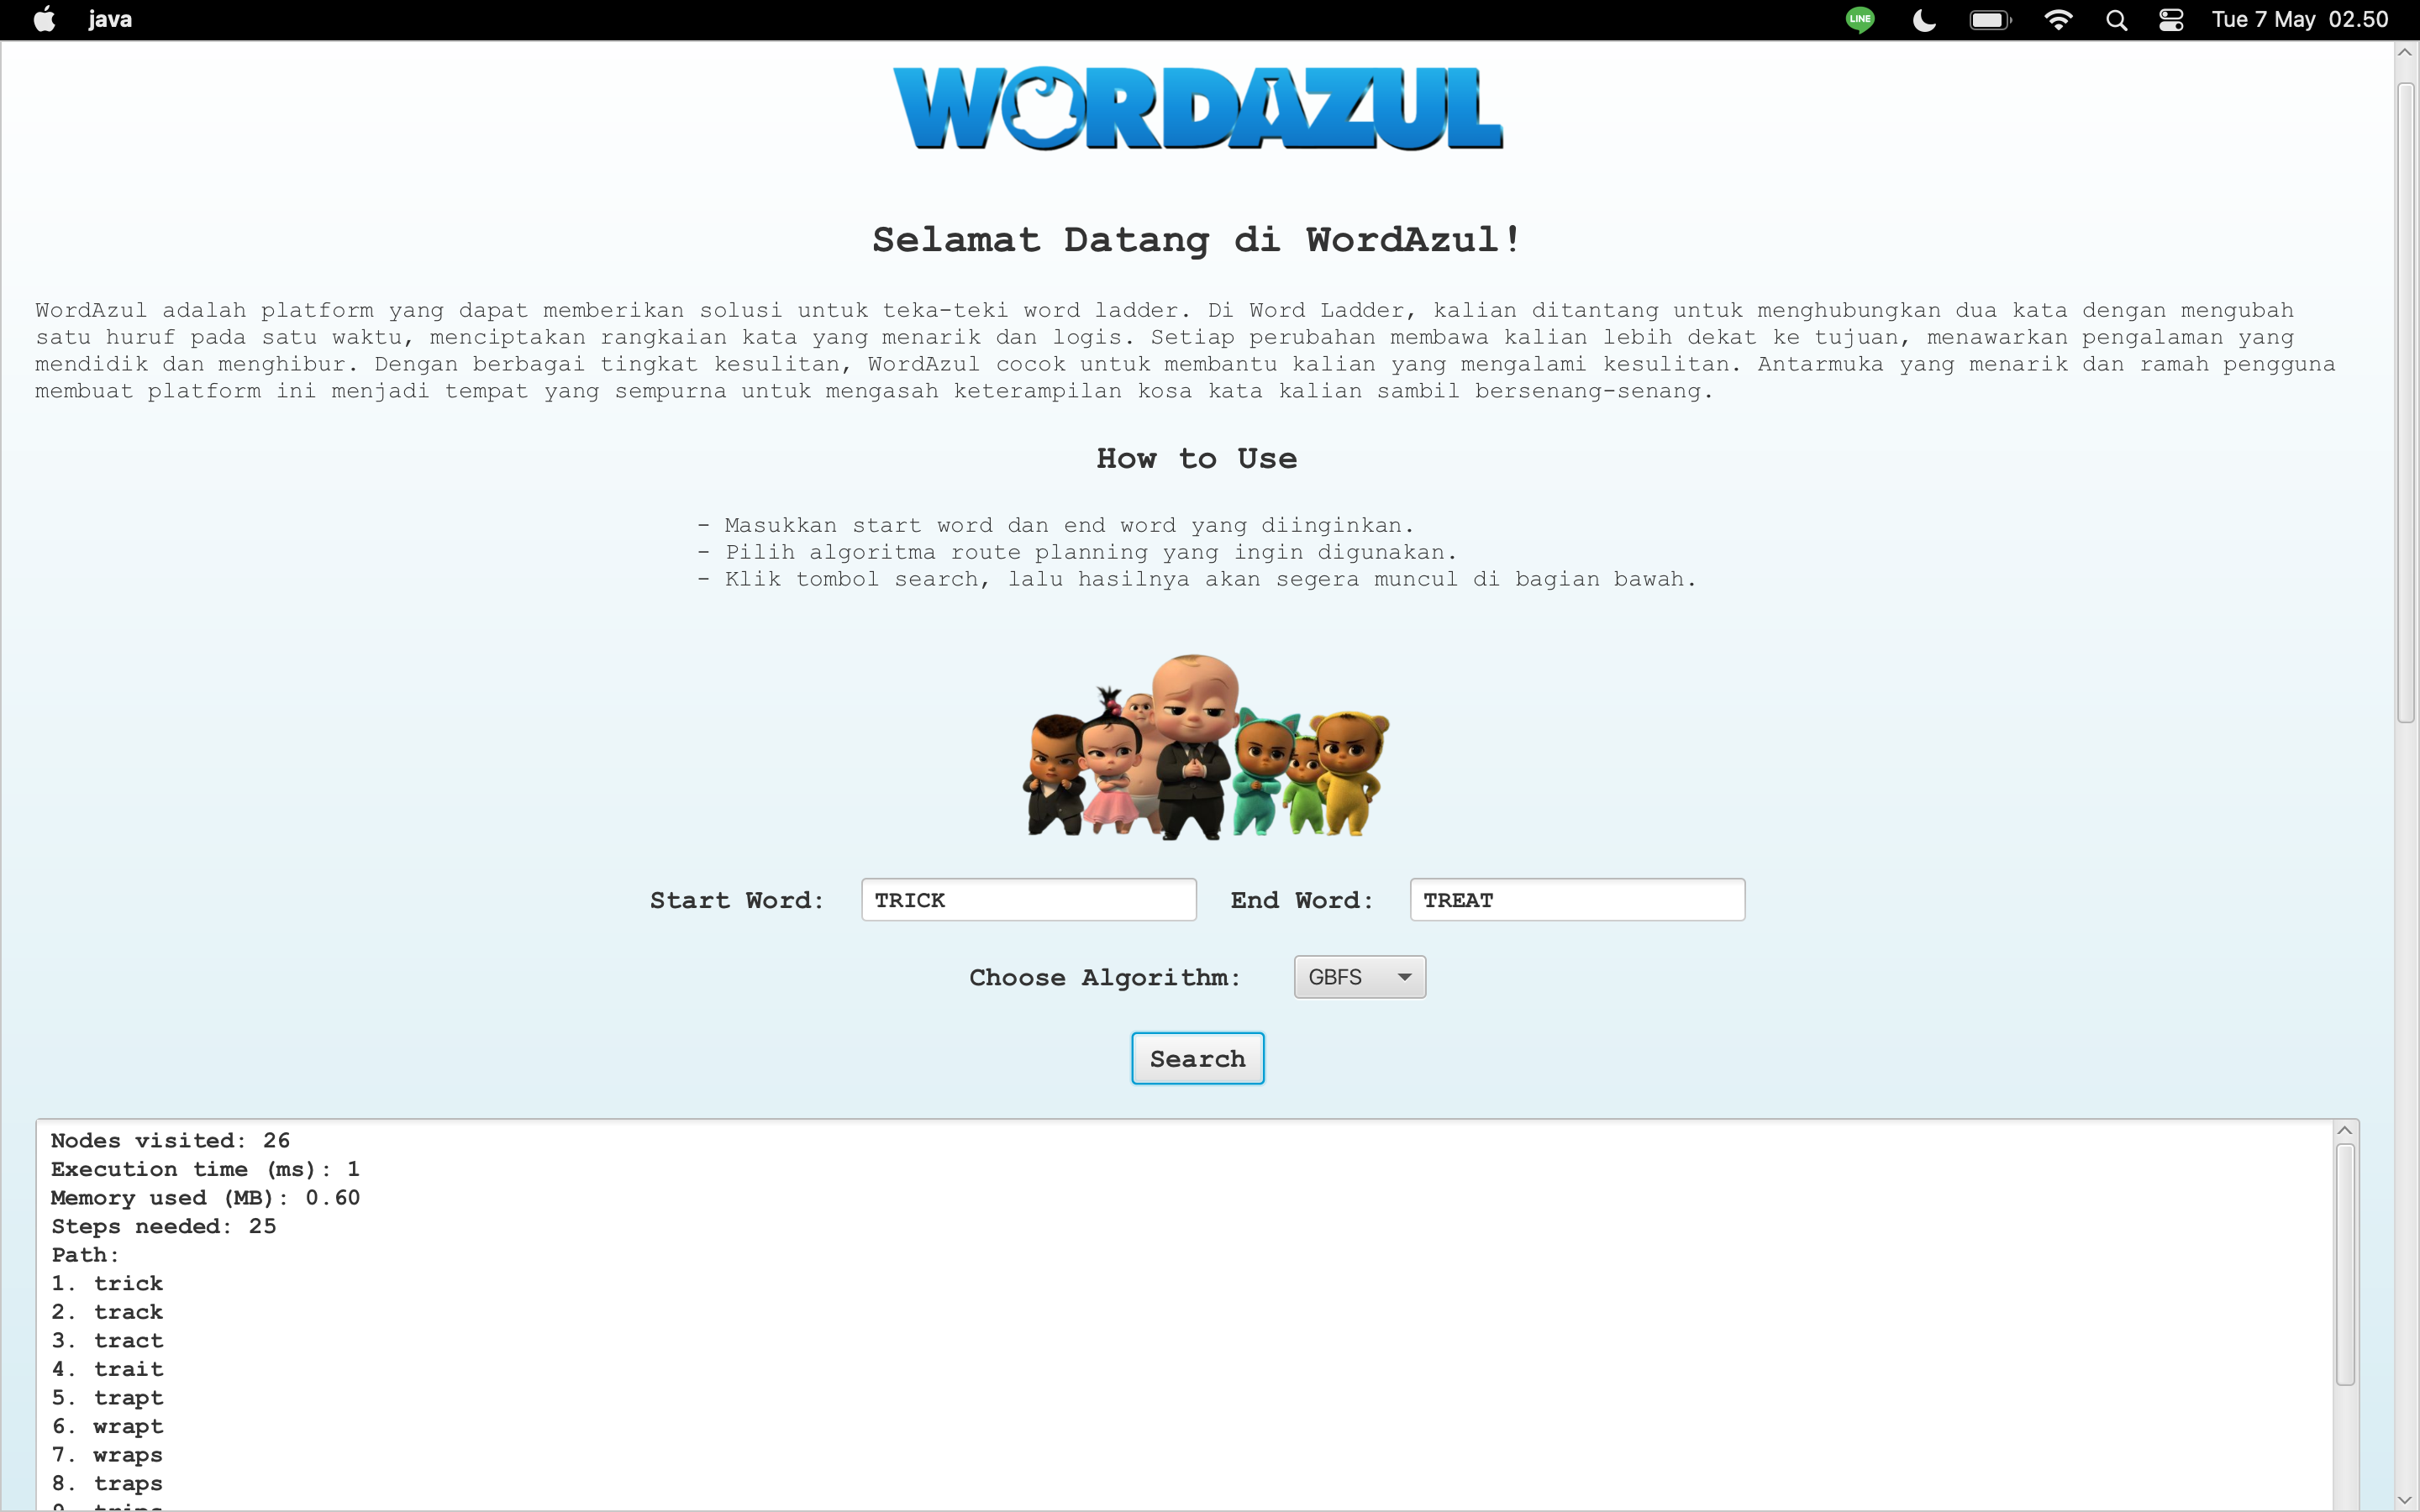 java
LINE
Tue 7 May 02.50
WORDAZUL
Selamat Datang di WordAzul!
WordAzul adalah platform yang dapat memberikan solusi untuk teka-teki word ladder. Di Word Ladder, kalian ditantang untuk menghubungkan dua kata dengan mengubah
satu huruf pada satu waktu, menciptakan rangkaian kata yang menarik dan logis. Setiap perubahan membawa kalian lebih dekat ke tujuan, menawarkan pengalaman yang
mendidik dan menghibur. Dengan berbagai tingkat kesulitan, WordAzul cocok untuk membantu kalian yang mengalami kesulitan. Antarmuka yang menarik dan ramah pengguna
membuat platform ini menjadi tempat yang sempurna untuk mengasah keterampilan kosa kata kalian sambil bersenang-senang.
How to Use
- Masukkan start word dan end word yang diinginkan.
- Pilih algoritma route planning yang ingin digunakan.
- Klik tombol search, lalu hasilnya akan segera muncul di bagian bawah.
Start Word: TRICK End Word: TREAT
Choose Algorithm: GBFS
Search
Nodes visited: 26
Execution time (ms): 1
Memory used (MB): 0.60
Steps needed: 25
Path:
1. trick
2. track
3. tract
4. trait
5. trapt
6. wrapt
7. wraps
8. traps